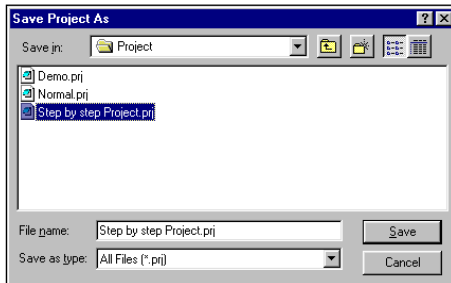 Save Project As
Save in: Project
Demo.prj
Normal.prj
Step by step Project.prj
File name: Step by step Project.prj Save
Save as type: All Files (*.prj) Cancel